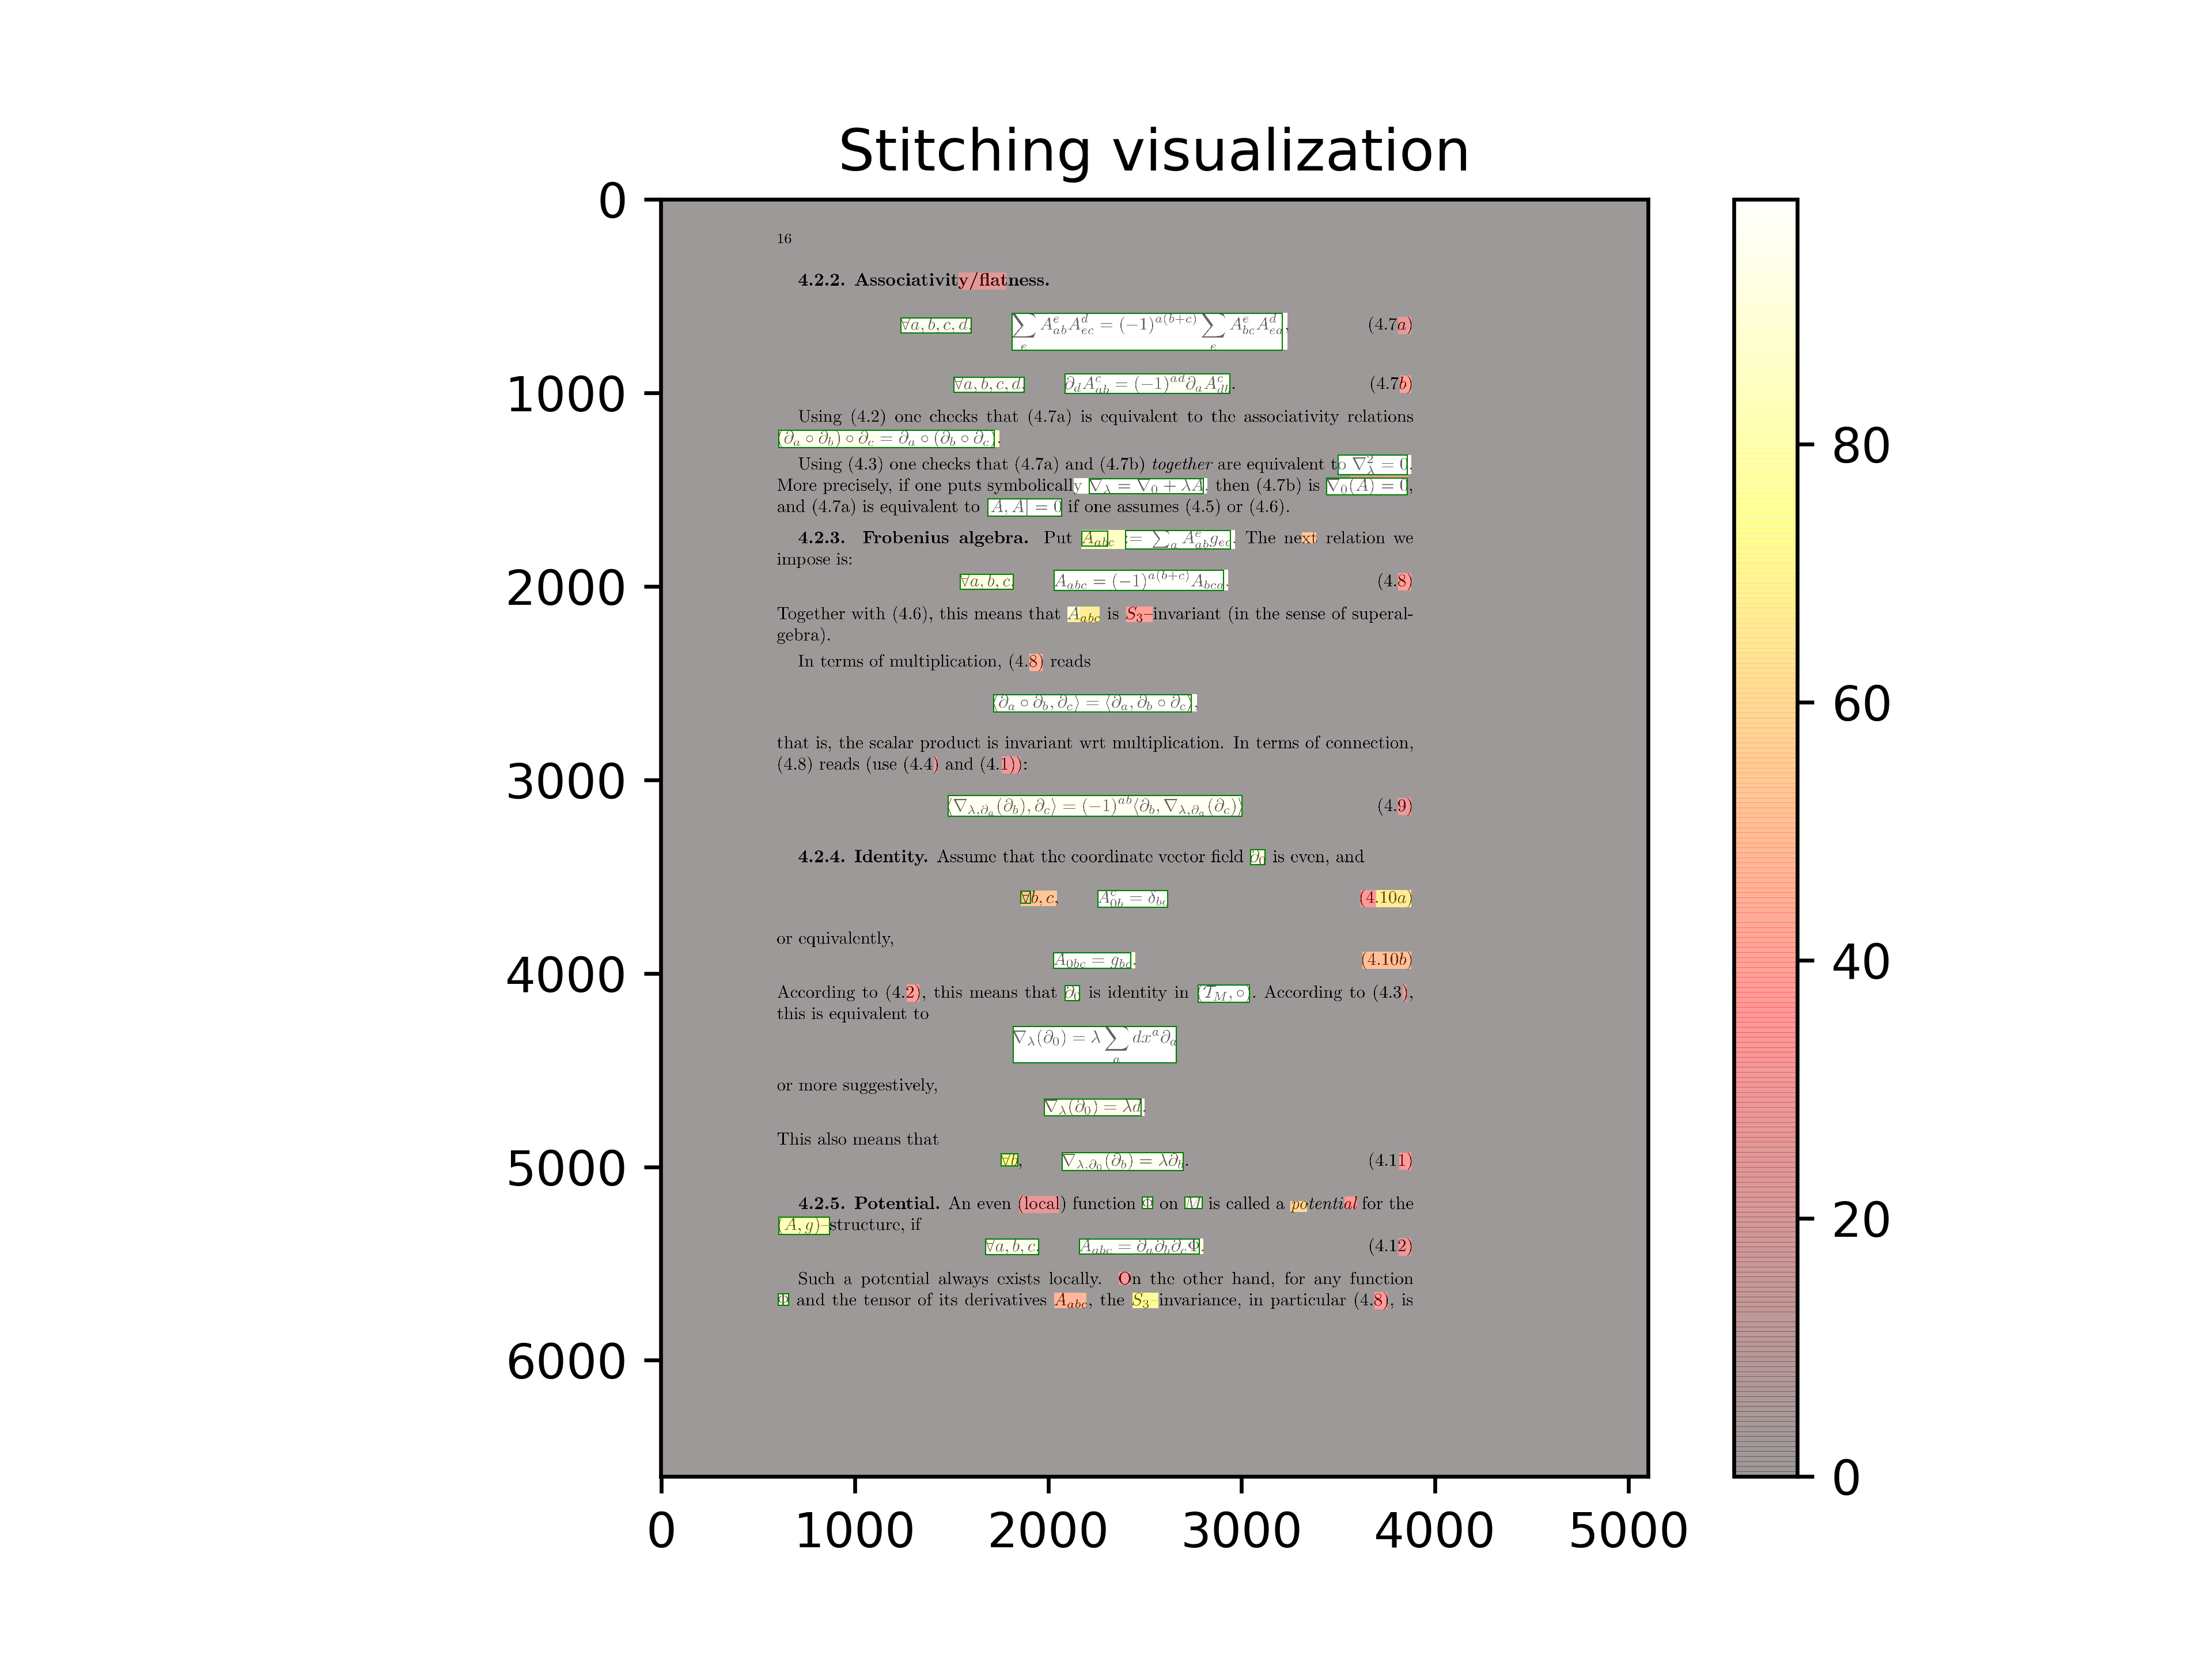 Stitching visualization
16
4.2.2. Associativity/flatness.
∀a, b, c, d, ∑_e A_{ab}^e A_{ec}^d = (−1)^{a(b+c)} ∑_e A_{bc}^e A_{ea}^d, (4.7a)
∀a, b, c, d, ∂_d A_{ab}^c = (−1)^{ad} ∂_a A_{db}^c. (4.7b)
Using (4.2) one checks that (4.7a) is equivalent to the associativity relations
(∂_a ∘ ∂_b) ∘ ∂_c = ∂_a ∘ (∂_b ∘ ∂_c).
Using (4.3) one checks that (4.7a) and (4.7b) together are equivalent to ∇_λ^2 = 0.
More precisely, if one puts symbolically ∇_λ = ∇_0 + λA, then (4.7b) is ∇_0(A) = 0,
and (4.7a) is equivalent to [A, A] = 0 if one assumes (4.5) or (4.6).
4.2.3. Frobenius algebra. Put A_{abc} := ∑_e A_{ab}^e g_{ec}. The next relation we
impose is:
∀a, b, c, A_{abc} = (−1)^{a(b+c)} A_{bca}. (4.8)
Together with (4.6), this means that A_{abc} is S_3–invariant (in the sense of superal-
gebra).
In terms of multiplication, (4.8) reads
⟨∂_a ∘ ∂_b, ∂_c⟩ = ⟨∂_a, ∂_b ∘ ∂_c⟩,
that is, the scalar product is invariant wrt multiplication. In terms of connection,
(4.8) reads (use (4.4) and (4.1)):
⟨∇_{λ,∂_a}(∂_b), ∂_c⟩ = (−1)^{ab}⟨∂_b, ∇_{λ,∂_a}(∂_c)⟩ (4.9)
4.2.4. Identity. Assume that the coordinate vector field ∂_0 is even, and
∀b, c, A_{0b}^c = δ_{bc} (4.10a)
or equivalently,
A_{0bc} = g_{bc}. (4.10b)
According to (4.2), this means that ∂_0 is identity in (T_M, ∘). According to (4.3),
this is equivalent to
∇_λ(∂_0) = λ ∑_a dx^a ∂_a
or more suggestively,
∇_λ(∂_0) = λd.
This also means that
∀b, ∇_{λ,∂_0}(∂_b) = λ∂_b. (4.11)
4.2.5. Potential. An even (local) function Φ on M is called a potential for the
(A, g)–structure, if
∀a, b, c, A_{abc} = ∂_a∂_b∂_cΦ. (4.12)
Such a potential always exists locally. On the other hand, for any function
Φ and the tensor of its derivatives A_{abc}, the S_3–invariance, in particular (4.8), is
0
1000
2000
3000
4000
5000
6000
0 1000 2000 3000 4000 5000
80
60
40
20
0